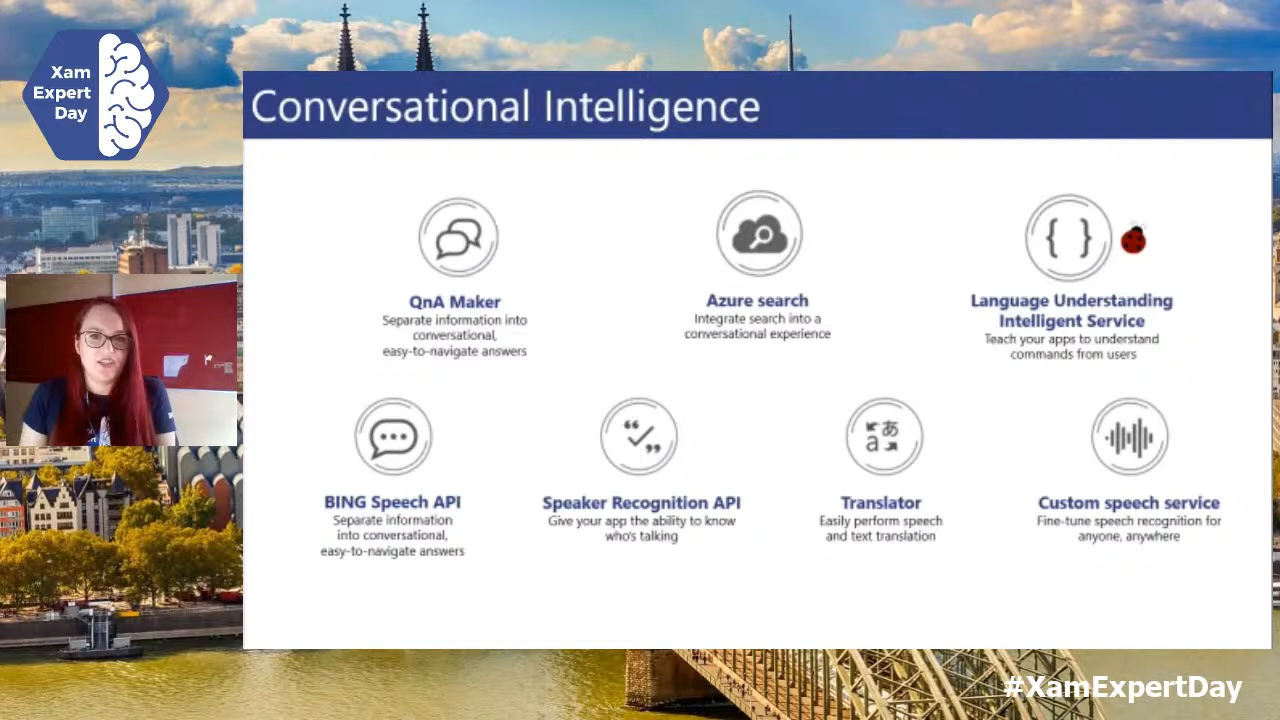 Xam
Expert
Day
Conversational Intelligence
QnA Maker
Separate information into
conversational,
easy-to-navigate answers
Azure search
Integrate search into a
conversational experience
{ }
Language Understanding
Intelligent Service
Teach your apps to understand
commands from users
BING Speech API
Separate information
into conversational,
easy-to-navigate answers
Speaker Recognition API
Give your app the ability to know
who's talking
a あ
Translator
Easily perform speech
and text translation
Custom speech service
Fine-tune speech recognition for
anyone, anywhere
#XamExpertDay